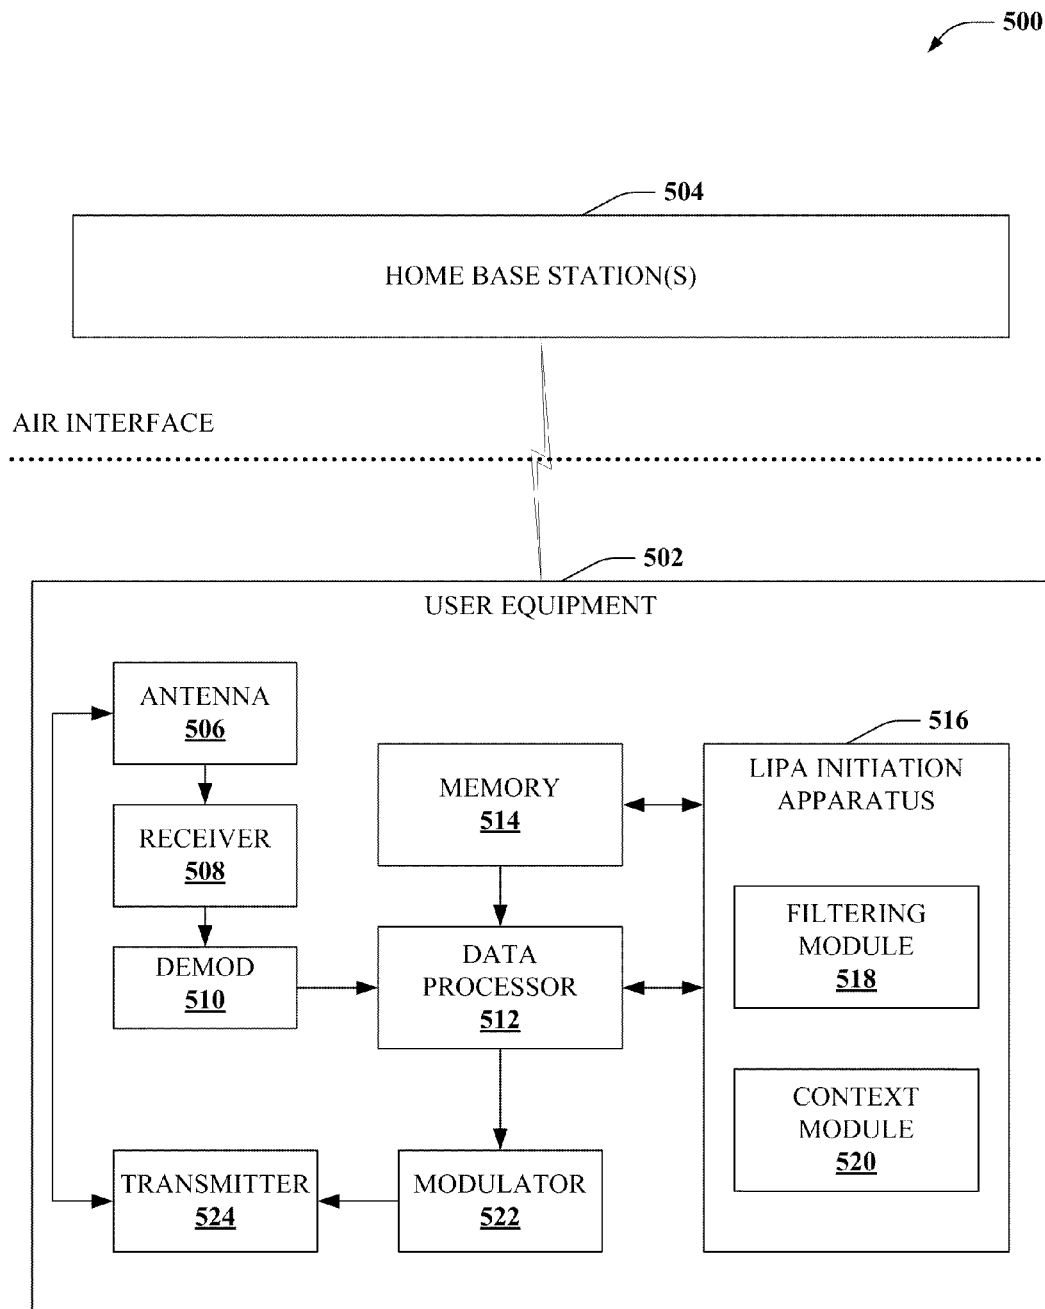 500
504
HOME BASE STATION(S)
AIR INTERFACE
502
USER EQUIPMENT
ANTENNA
506
516
LIPA INITIATION
APPARATUS
MEMORY
514
RECEIVER
508
FILTERING
MODULE
518
DATA
PROCESSOR
512
DEMOD
510
CONTEXT
MODULE
520
TRANSMITTER
524
MODULATOR
522